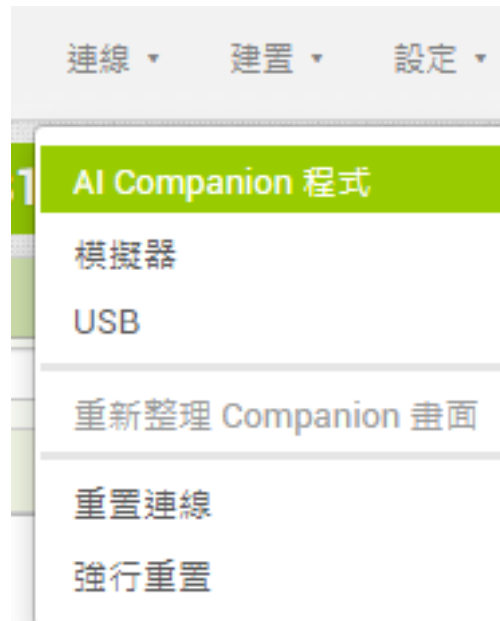 連線 ▾ 建置 ▾ 設定 ▾
AI Companion 程式
模擬器
USB
重新整理 Companion 畫面
重置連線
強行重置